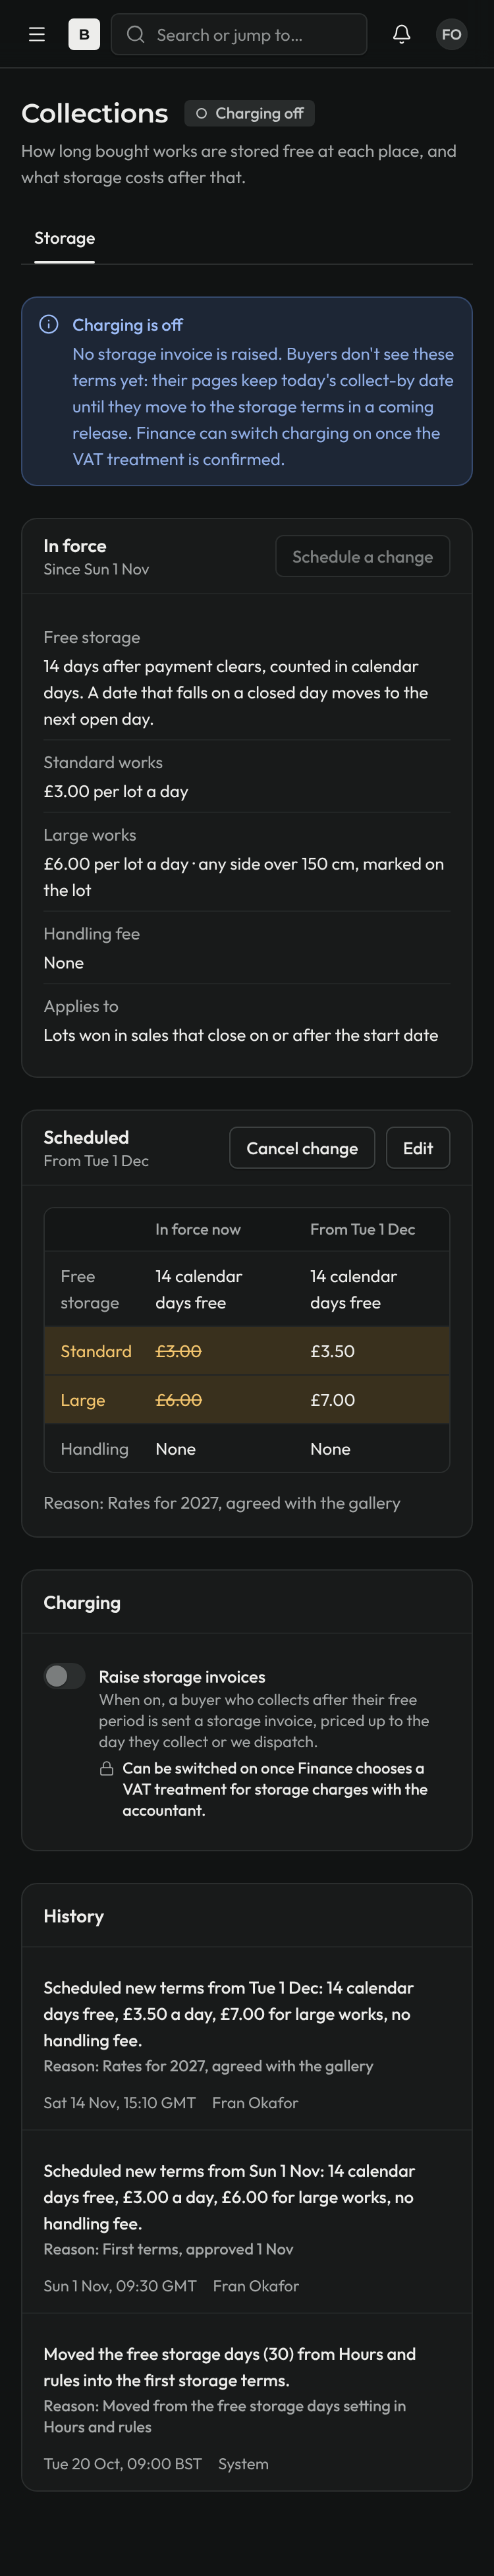 B
Search or jump to...
FO
Collections
Charging off
How long bought works are stored free at each place, and
what storage costs after that.
Storage
Charging is off
No storage invoice is raised. Buyers don't see these
terms yet: their pages keep today's collect-by date
until they move to the storage terms in a coming
release. Finance can switch charging on once the
VAT treatment is confirmed.
In force
Since Sun 1 Nov
Schedule a change
Free storage
14 days after payment clears, counted in calendar
days. A date that falls on a closed day moves to the
next open day.
Standard works
£3.00 per lot a day
Large works
£6.00 per lot a day · any side over 150 cm, marked on
the lot
Handling fee
None
Applies to
Lots won in sales that close on or after the start date
Scheduled
From Tue 1 Dec
Cancel change
Edit
In force now
From Tue 1 Dec
Free
storage
14 calendar
days free
14 calendar
days free
Standard
£3.00
£3.50
Large
£6.00
£7.00
Handling
None
None
Reason: Rates for 2027, agreed with the gallery
Charging
Raise storage invoices
When on, a buyer who collects after their free
period is sent a storage invoice, priced up to the
day they collect or we dispatch.
Can be switched on once Finance chooses a
VAT treatment for storage charges with the
accountant.
History
Scheduled new terms from Tue 1 Dec: 14 calendar
days free, £3.50 a day, £7.00 for large works, no
handling fee.
Reason: Rates for 2027, agreed with the gallery
Sat 14 Nov, 15:10 GMT
Fran Okafor
Scheduled new terms from Sun 1 Nov: 14 calendar
days free, £3.00 a day, £6.00 for large works, no
handling fee.
Reason: First terms, approved 1 Nov
Sun 1 Nov, 09:30 GMT
Fran Okafor
Moved the free storage days (30) from Hours and
rules into the first storage terms.
Reason: Moved from the free storage days setting in
Hours and rules
Tue 20 Oct, 09:00 BST
System